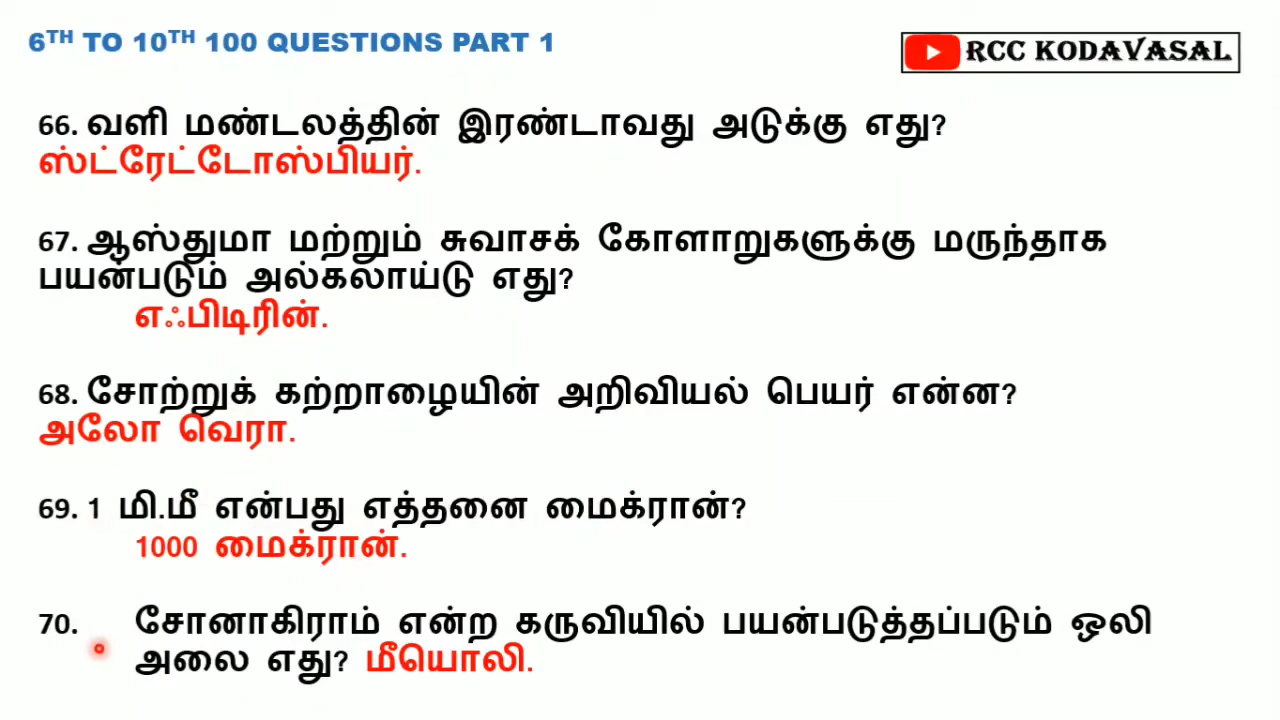 6TH TO 10TH 100 QUESTIONS PART 1
RCC KODAVASAL
66. வளி மண்டலத்தின் இரண்டாவது அடுக்கு எது?
ஸ்ட்ரேட்டோஸ்பியர்.
67. ஆஸ்துமா மற்றும் சுவாசக் கோளாறுகளுக்கு மருந்தாக
பயன்படும் அல்கலாய்டு எது?
எஃபிடிரின்.
68. சோற்றுக் கற்றாழையின் அறிவியல் பெயர் என்ன?
அலோ வெரா.
69. 1 மி.மீ என்பது எத்தனை மைக்ரான்?
1000 மைக்ரான்.
70. சோனாகிராம் என்ற கருவியில் பயன்படுத்தப்படும் ஒலி
அலை எது? மீயொலி.